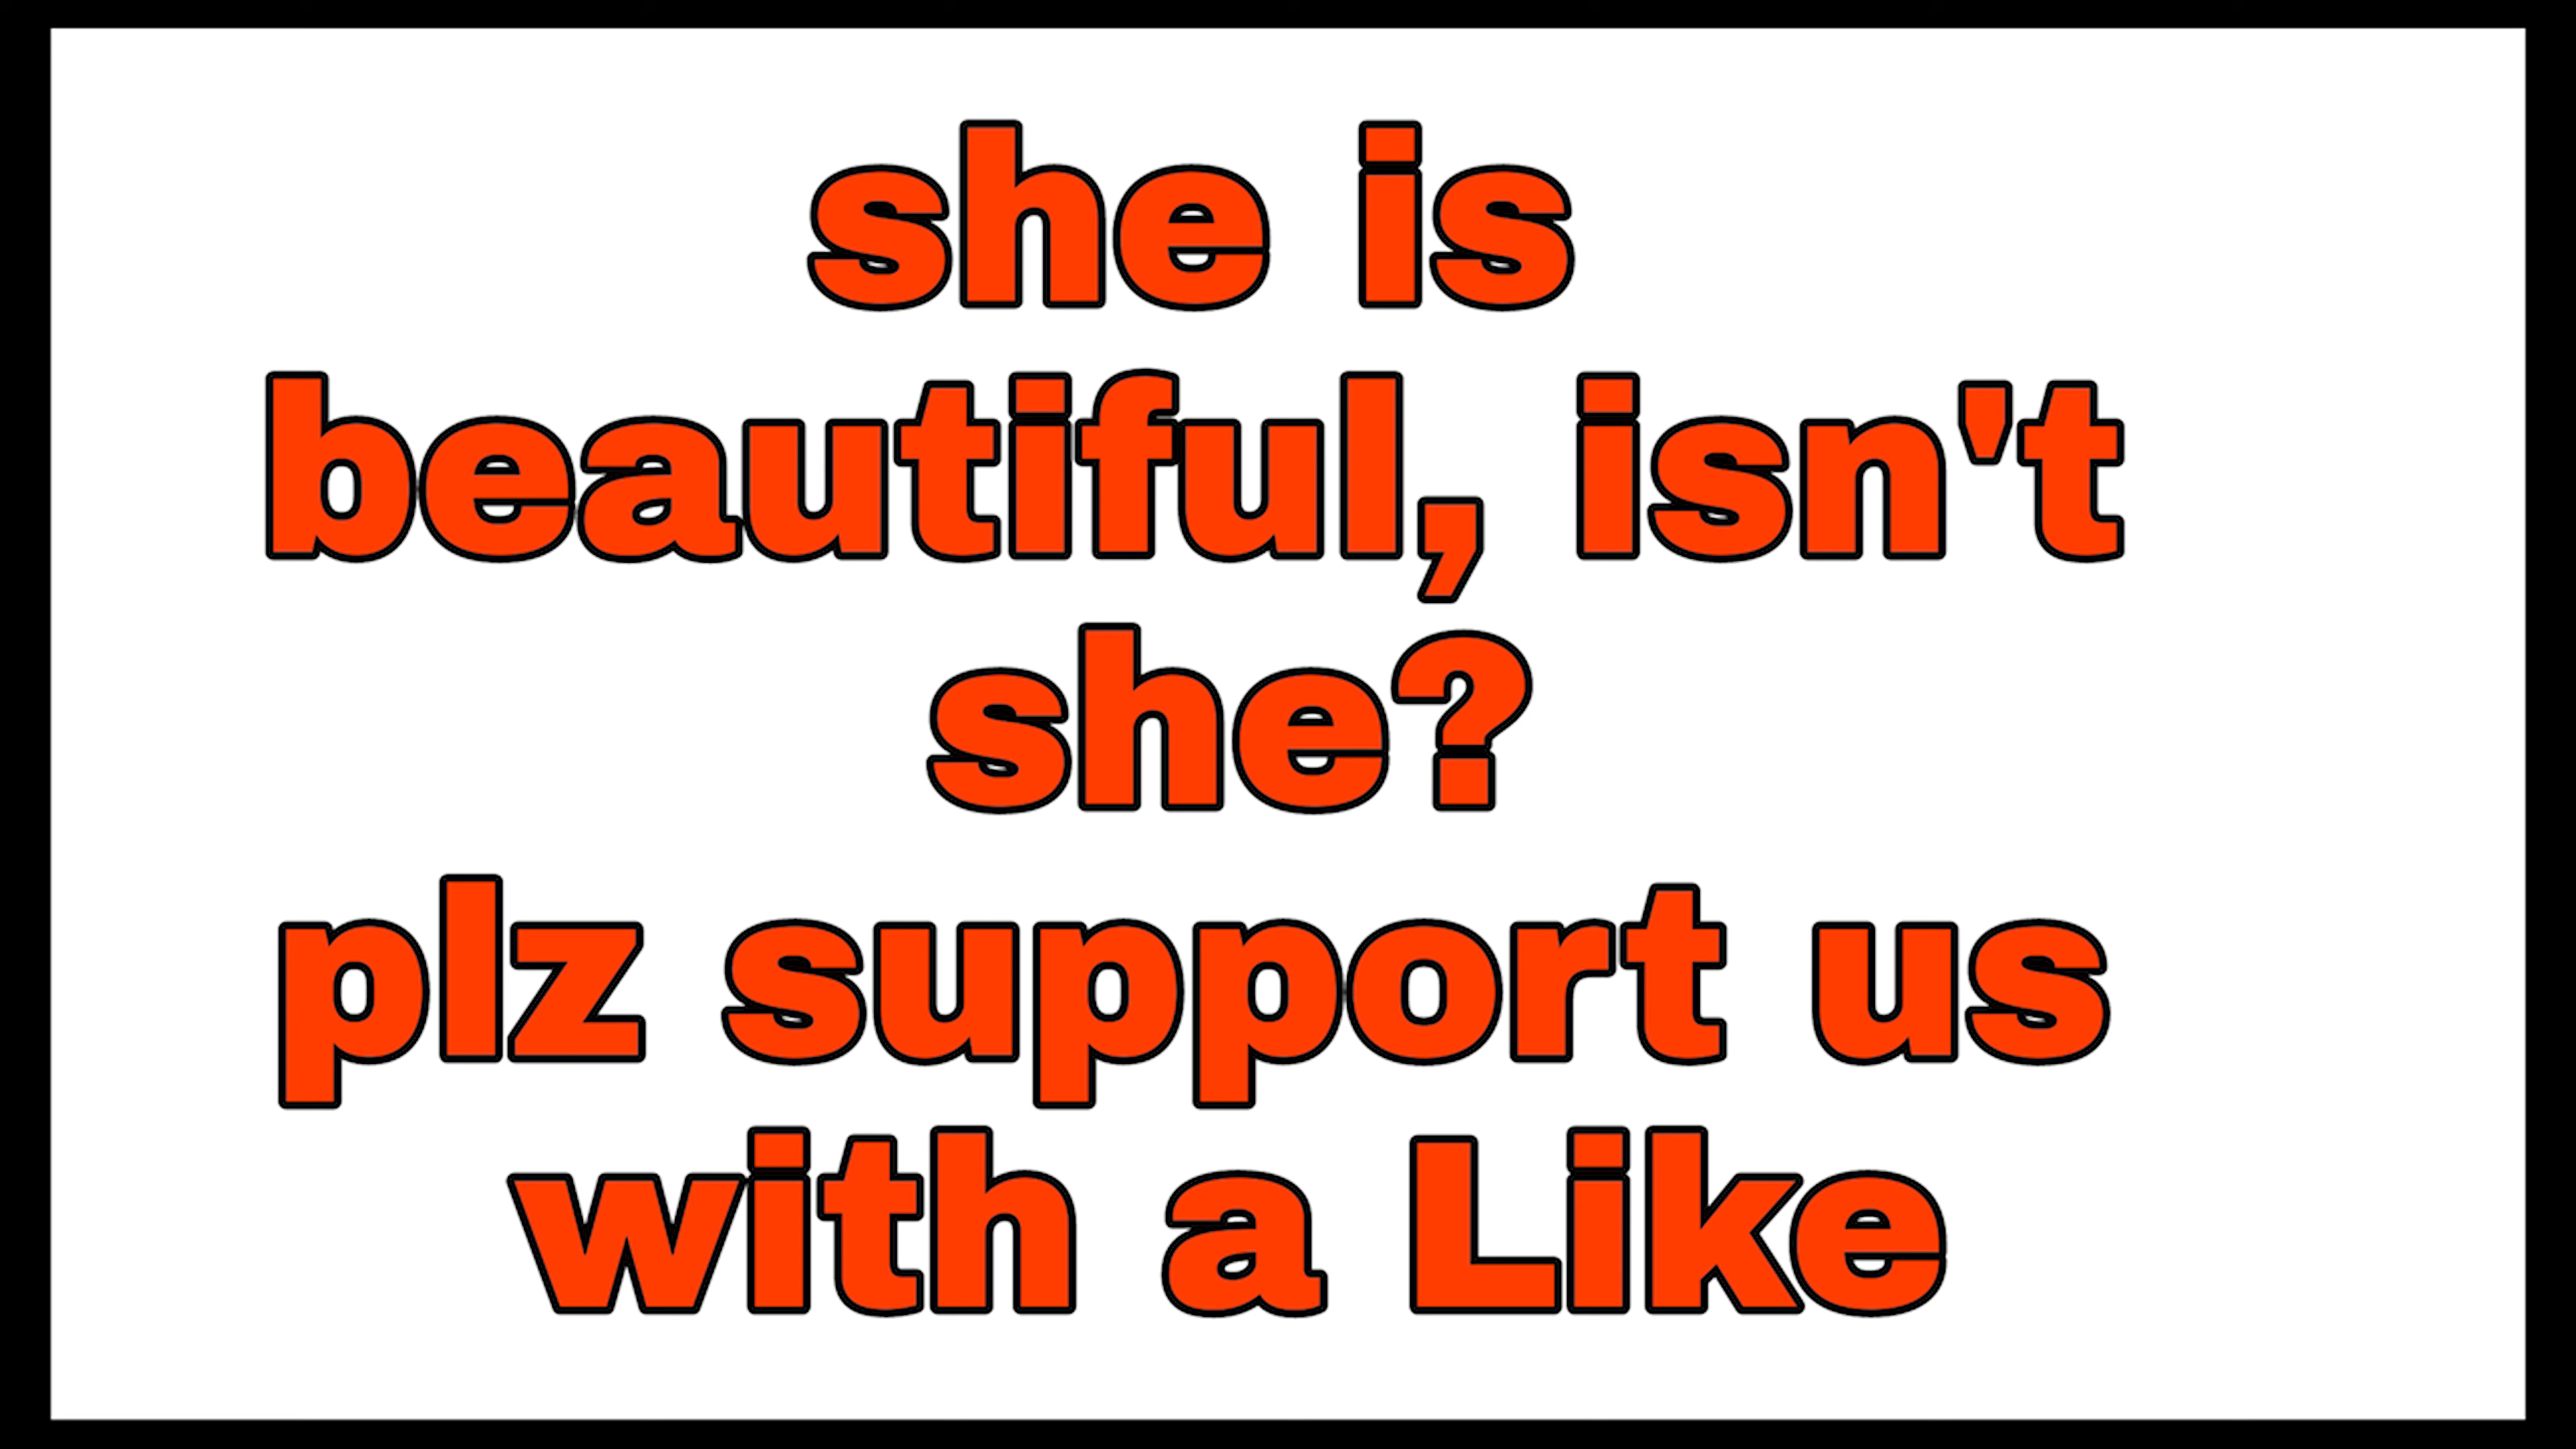 she is
beautiful, isn't
she?
plz support us
with a Like